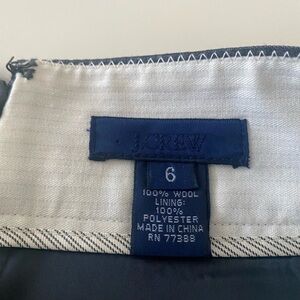 J.CREW
6
100% WOOL
LINING:
100%
POLYESTER
MADE IN CHINA
RN 77388